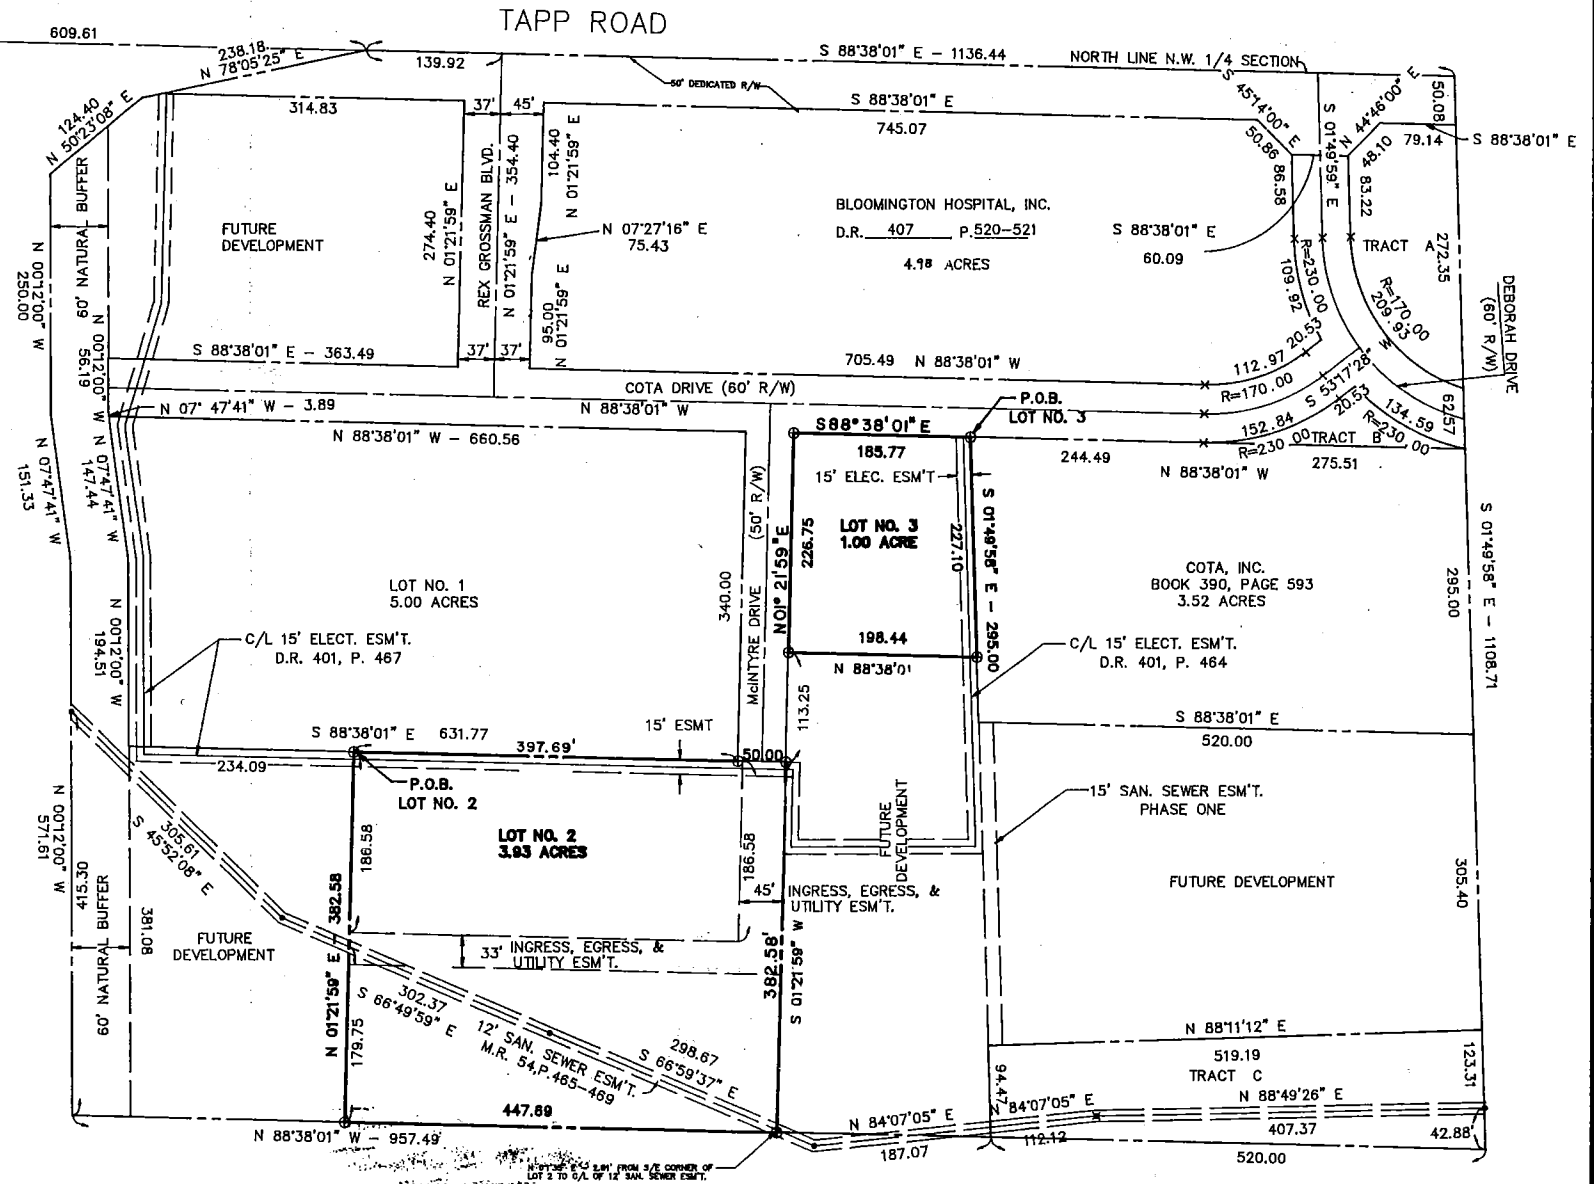 TAPP ROAD
609.61
238.18
N 78°05'25" E
139.92
S 88°38'01" E - 1136.44
NORTH LINE N.W. 1/4 SECTION
50' DEDICATED R/W
124.40
N 50°23'08" E
314.83
37'
45'
S 88°38'01" E
745.07
S 45°14'00" E
50.86
86.58
S 01°49'59" E
N 44°46'00" E
48.10
83.22
50.08
79.14
S 88°38'01" E
60' NATURAL BUFFER
N 00°12'00" W
250.00
FUTURE
DEVELOPMENT
274.40
N 01°21'59" E
REX GROSSMAN BLVD.
N 01°21'59" E - 354.40
104.40
N 01°21'59" E
N 07°27'16" E
75.43
95.00
N 01°21'59" E
BLOOMINGTON HOSPITAL, INC.
D.R. 407 P.520-521
4.98 ACRES
S 88°38'01" E
60.09
R=230.00
109.92
TRACT A
272.35
R=170.00
209.93
DEBORAH DRIVE
(60' R/W)
N 00°12'00" W
56.19
S 88°38'01" E - 363.49
37'
37'
705.49 N 88°38'01" W
112.97
20.53
R=170.00
S 53°17'28" W
COTA DRIVE (60' R/W)
N 07°47'41" W - 3.89
N 88°38'01" W
P.O.B.
LOT NO. 3
152.84
20.53
R=230.00
134.59
R=230.00
62.57
TRACT B
275.51
N 88°38'01" W - 660.56
S88°38'01" E
185.77
244.49
N 88°38'01" W
N 07°47'41" W
151.33
N 07°47'41" W
147.44
15' ELEC. ESM'T
(50' R/W)
McINTYRE DRIVE
340.00
N01°21'59"E
226.75
LOT NO. 3
1.00 ACRE
227.10
S 01°49'58" E - 295.00
S 01°49'58" E - 1108.71
LOT NO. 1
5.00 ACRES
COTA, INC.
BOOK 390, PAGE 593
3.52 ACRES
295.00
N 00°12'00" W
194.51
C/L 15' ELECT. ESM'T.
D.R. 401, P. 467
198.44
N 88°38'01
C/L 15' ELECT. ESM'T.
D.R. 401, P. 464
113.25
S 88°38'01" E 631.77
15' ESMT
397.69'
50.00
S 88°38'01" E
520.00
234.09
P.O.B.
LOT NO. 2
15' SAN. SEWER ESM'T.
PHASE ONE
N 00°12'00" W
571.61
415.30
305.61
S 45°52'08" E
186.58
LOT NO. 2
3.93 ACRES
186.58
45'
INGRESS, EGRESS, &
UTILITY ESM'T.
FUTURE
DEVELOPMENT
FUTURE DEVELOPMENT
305.40
60' NATURAL BUFFER
381.08
FUTURE
DEVELOPMENT
N 01°21'59" E - 382.58
33'
INGRESS, EGRESS, &
UTILITY ESM'T.
382.58'
S 01°21'59" W
302.37
S 66°49'59" E
179.75
12' SAN. SEWER ESM'T.
M.R. 54,P.465-469
298.67
S 66°59'37" E
N 88°11'12" E
519.19
TRACT C
123.31
94.47
N 84°07'05" E
N 88°49'26" E
447.69
N 84°07'05" E
187.07
112.12
407.37
42.88
520.00
N 88°38'01" W - 957.49'
2.91' FROM S/E CORNER OF
LOT 2 TO C/L OF 12' SAN. SEWER ESM'T.